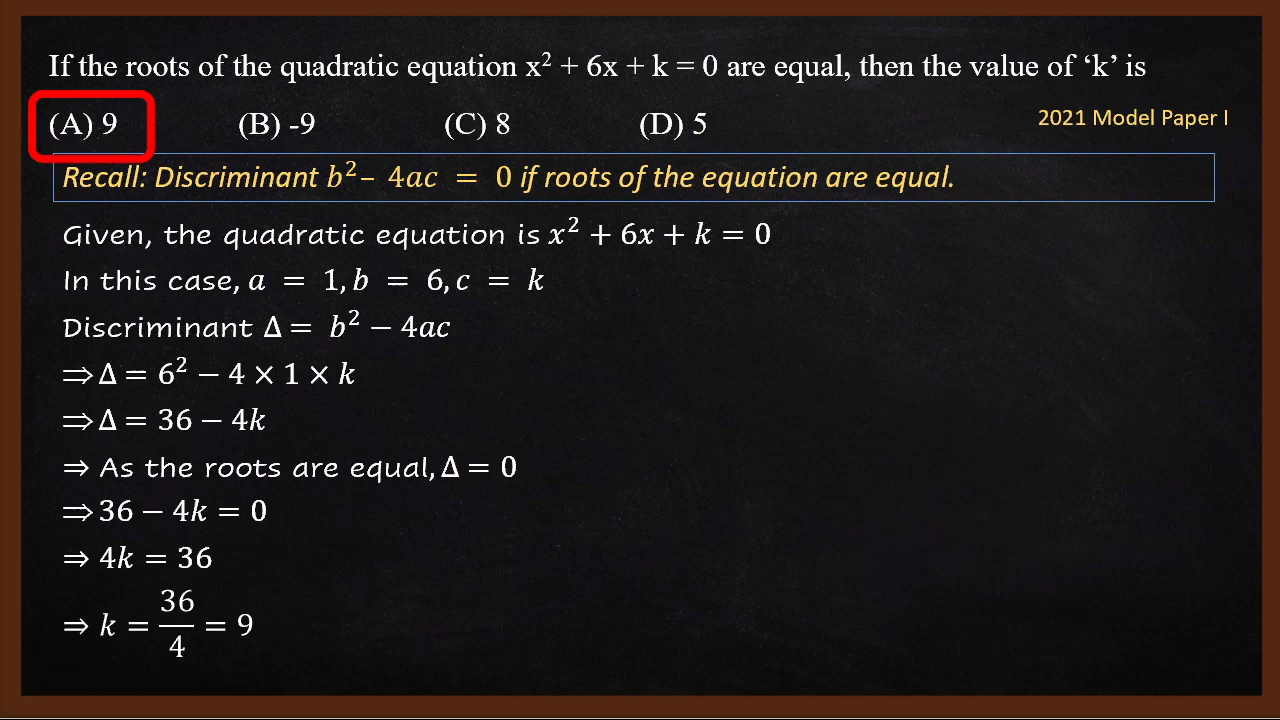 If the roots of the quadratic equation x² + 6x + k = 0 are equal, then the value of ‘k’ is
(A) 9 (B) -9 (C) 8 (D) 5 2021 Model Paper I
Recall: Discriminant b² – 4ac = 0 if roots of the equation are equal.
Given, the quadratic equation is x² + 6x + k = 0
In this case, a = 1, b = 6, c = k
Discriminant Δ = b² − 4ac
⇒ Δ = 6² − 4 × 1 × k
⇒ Δ = 36 − 4k
⇒ As the roots are equal, Δ = 0
⇒ 36 − 4k = 0
⇒ 4k = 36
⇒ k = 36/4 = 9